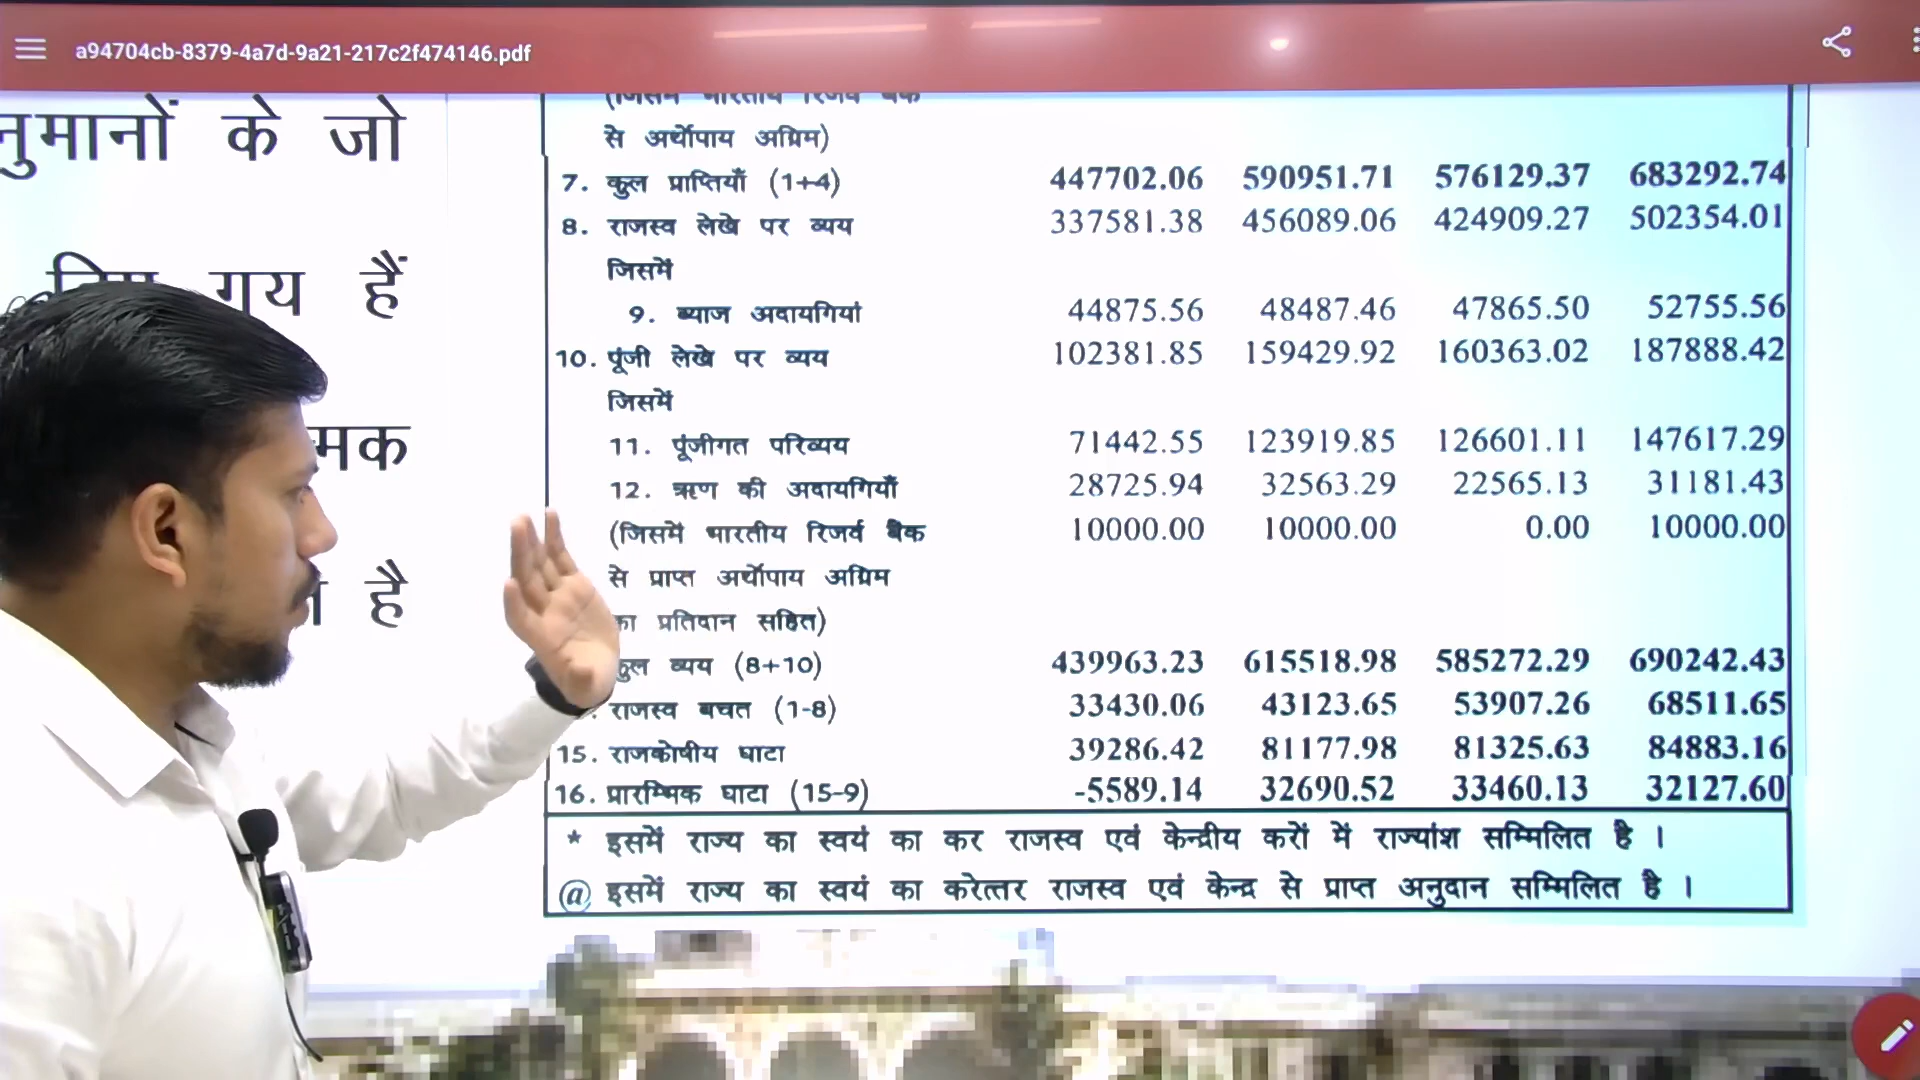 a94704cb-8379-4a7d-9a21-217c2f474146.pdf
के जो
गय हैं
है
से अर्थोपाय अग्रिम)
7. कुल प्राप्तियाँ (1+4) 447702.06 590951.71 576129.37 683292.74
8. राजस्व लेखे पर व्यय 337581.38 456089.06 424909.27 502354.01
जिसमें
9. ब्याज अदायगियां 44875.56 48487.46 47865.50 52755.56
10. पूंजी लेखे पर व्यय 102381.85 159429.92 160363.02 187888.42
जिसमें
11. पूंजीगत परिव्यय 71442.55 123919.85 126601.11 147617.29
12. ऋण की अदायगियाँ 28725.94 32563.29 22565.13 31181.43
(जिसमें भारतीय रिजर्व बैंक 10000.00 10000.00 0.00 10000.00
से प्राप्त अर्थोपाय अग्रिम
का प्रतिदान सहित)
कुल व्यय (8+10) 439963.23 615518.98 585272.29 690242.43
राजस्व बचत (1-8) 33430.06 43123.65 53907.26 68511.65
15. राजकोषीय घाटा 39286.42 81177.98 81325.63 84883.16
16. प्रारम्भिक घाटा (15-9) -5589.14 32690.52 33460.13 32127.60
* इसमें राज्य का स्वयं का कर राजस्व एवं केन्द्रीय करों में राज्यांश सम्मिलित है ।
@ इसमें राज्य का स्वयं का करेत्तर राजस्व एवं केन्द्र से प्राप्त अनुदान सम्मिलित है ।